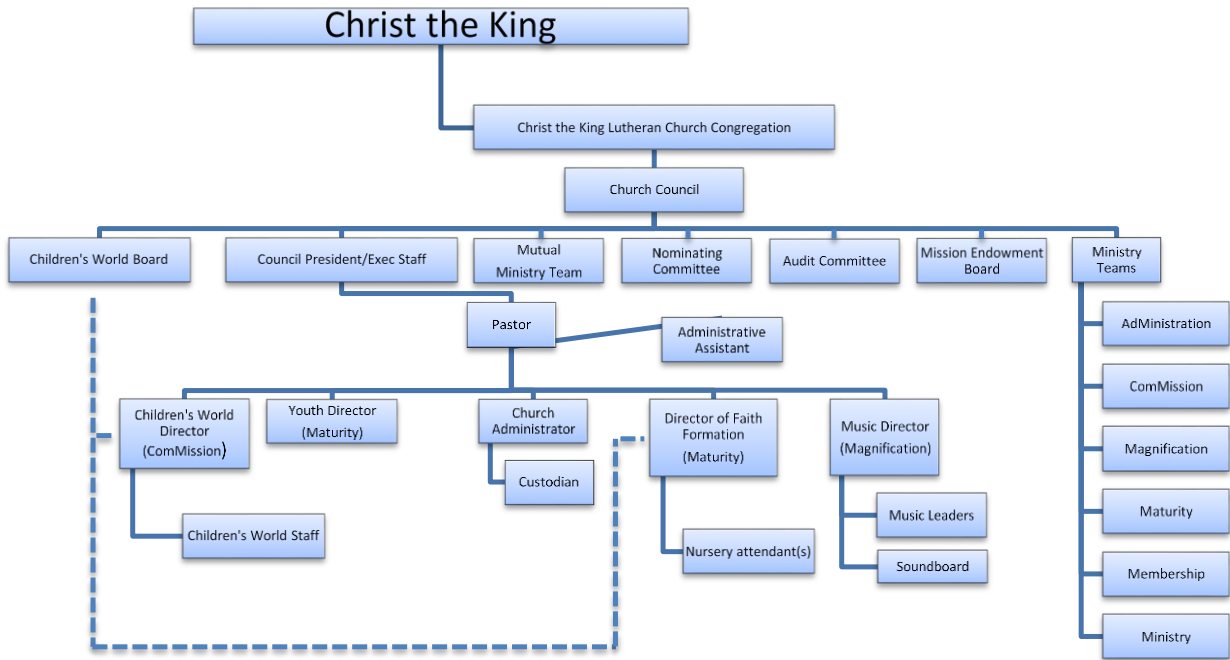 Christ the King
Christ the King Lutheran Church Congregation
Church Council
Children's World Board
Council President/Exec Staff
Mutual
Ministry Team
Nominating
Committee
Audit Committee
Mission Endowment
Board
Ministry
Teams
Pastor
Administrative
Assistant
AdMinistration
ComMission
Magnification
Maturity
Membership
Ministry
Children's World
Director
(ComMission)
Youth Director
(Maturity)
Church
Administrator
Director of Faith
Formation
(Maturity)
Music Director
(Magnification)
Custodian
Children's World Staff
Nursery attendant(s)
Music Leaders
Soundboard